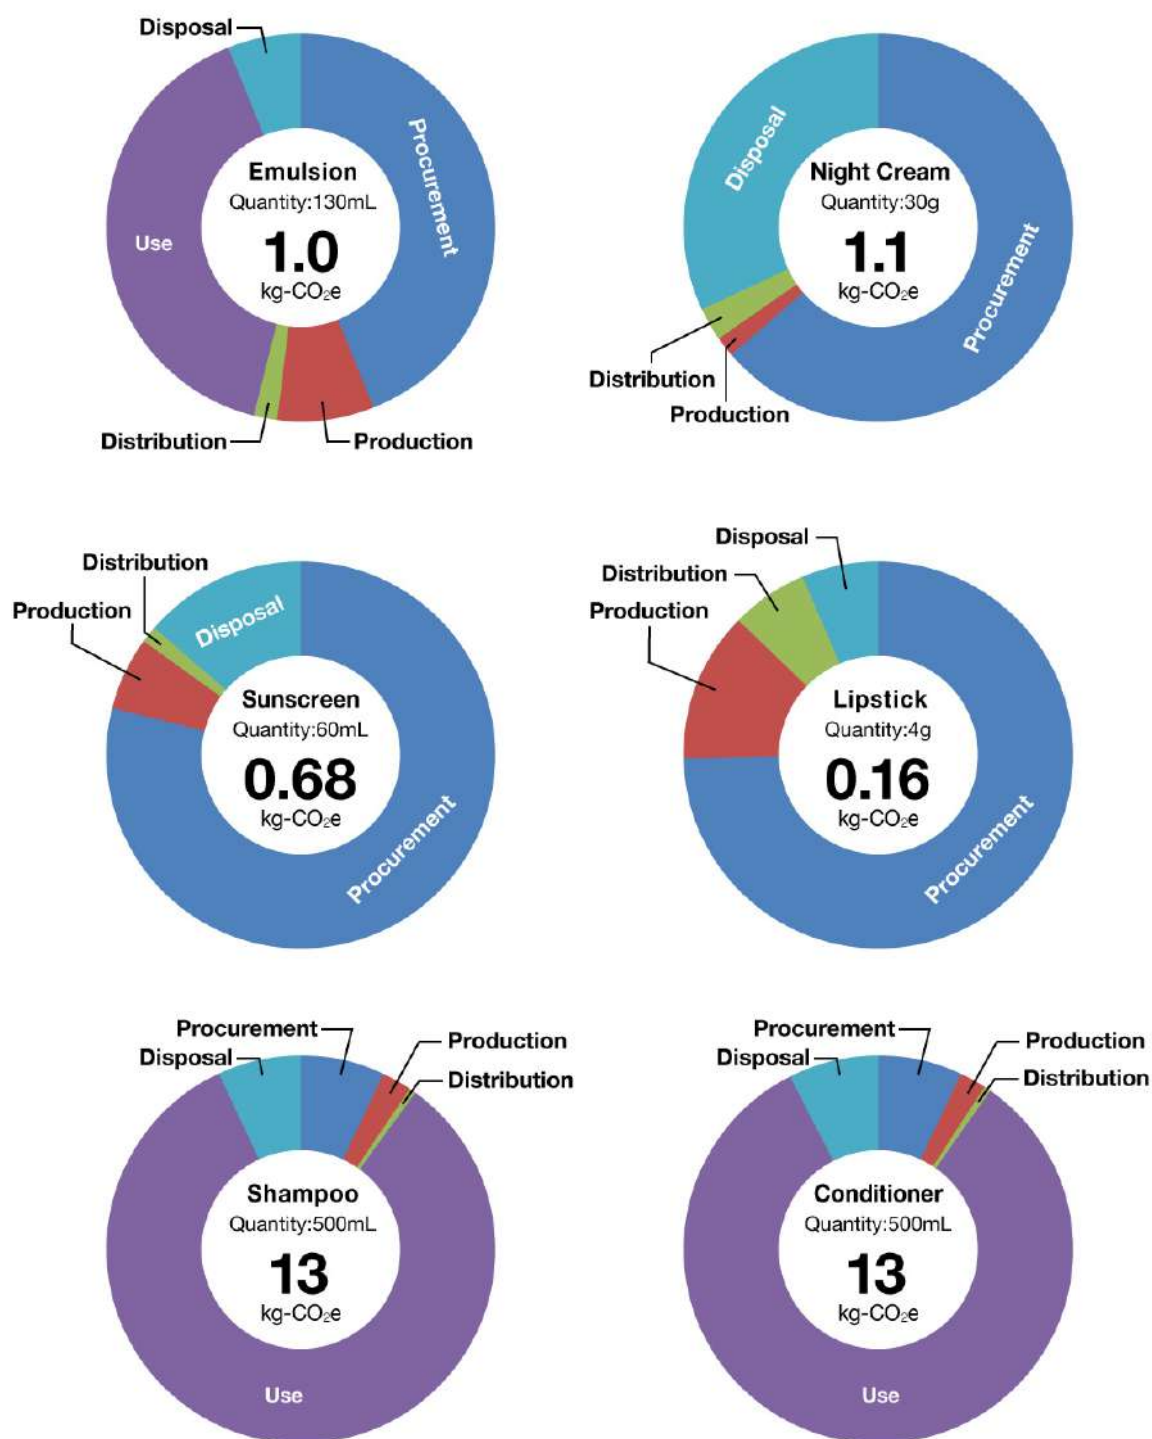 Disposal
Procurement
Emulsion
Quantity:130mL
1.0
kg-CO₂e
Use
Distribution
Production
Disposal
Night Cream
Quantity:30g
1.1
kg-CO₂e
Procurement
Distribution
Production
Distribution
Production
Disposal
Sunscreen
Quantity:60mL
0.68
kg-CO₂e
Procurement
Disposal
Distribution
Production
Lipstick
Quantity:4g
0.16
kg-CO₂e
Procurement
Procurement
Disposal
Production
Distribution
Shampoo
Quantity:500mL
13
kg-CO₂e
Use
Procurement
Disposal
Production
Distribution
Conditioner
Quantity:500mL
13
kg-CO₂e
Use